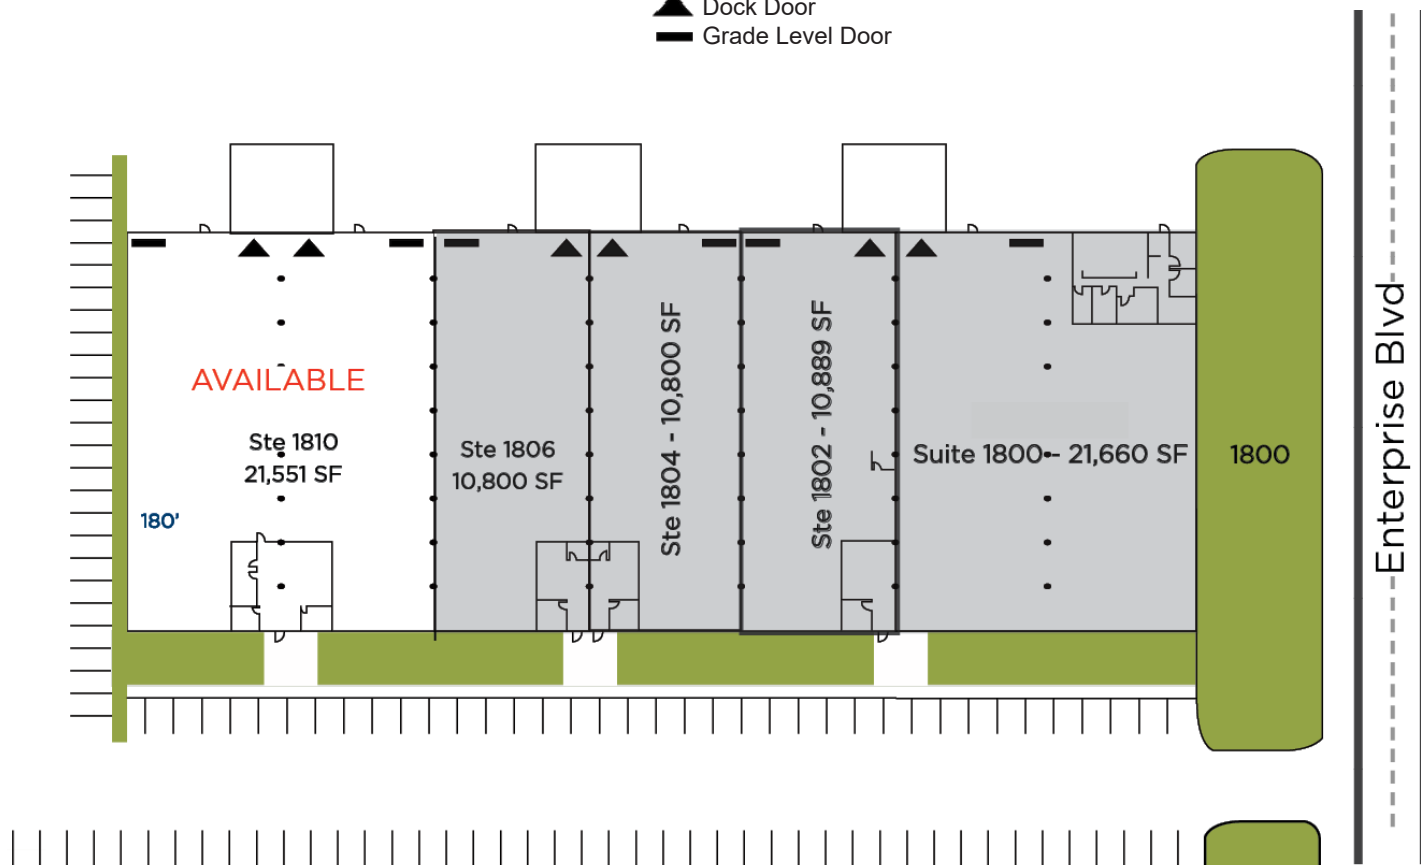 Dock Door
Grade Level Door
AVAILABLE
Ste 1810
21,551 SF
180'
Ste 1806
10,800 SF
Ste 1804 - 10,800 SF
Ste 1802 - 10,889 SF
Suite 1800 - 21,660 SF
1800
Enterprise Blvd